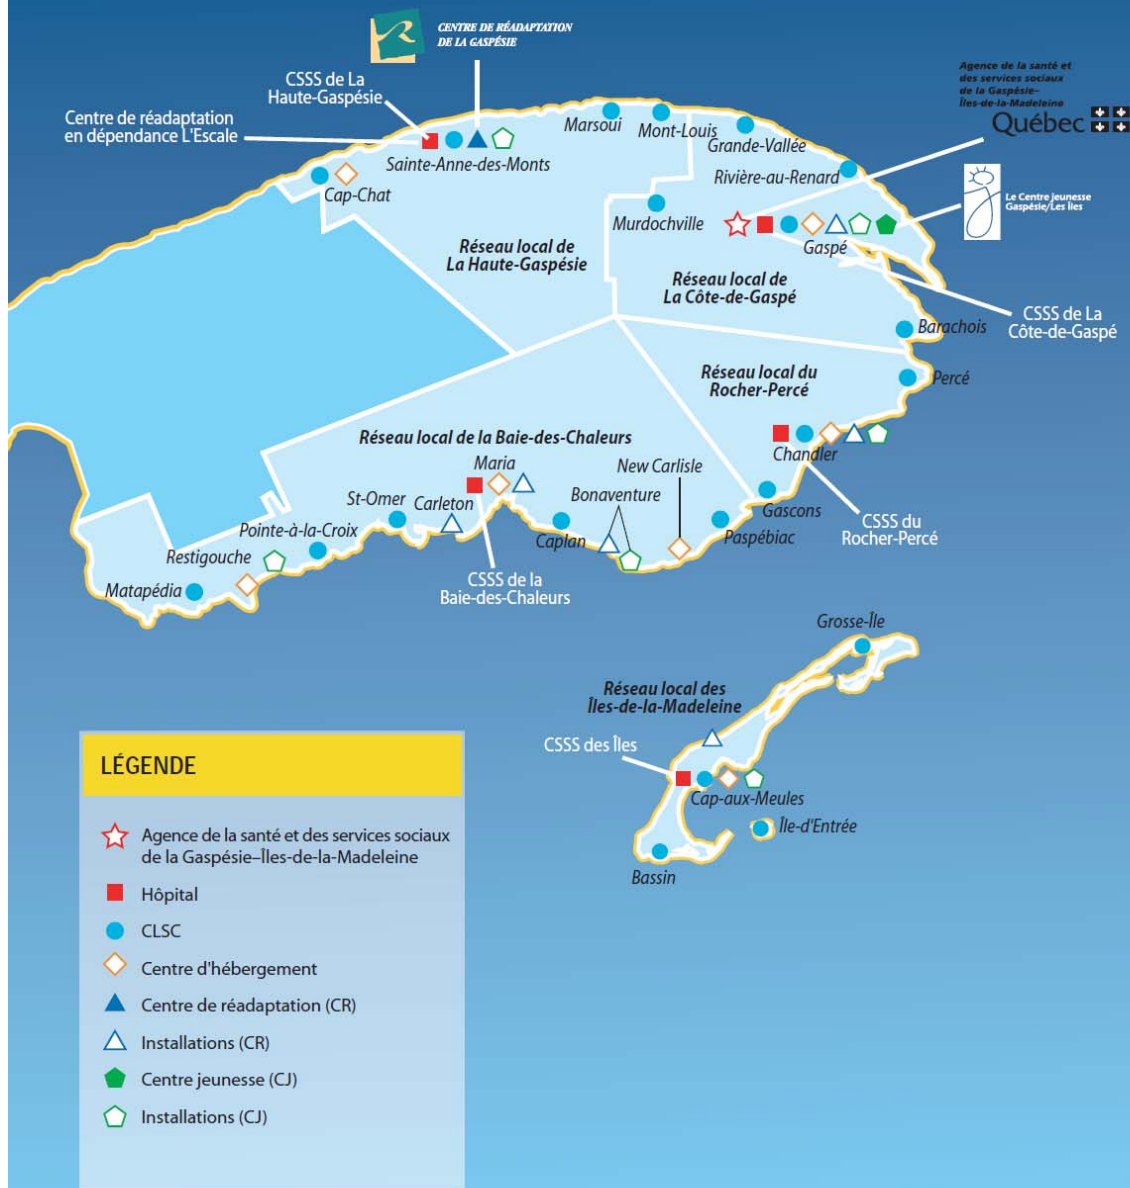 CENTRE DE RÉADAPTATION
DE LA GASPÉSIE
CSSS de La
Haute-Gaspésie
Centre de réadaptation
en dépendance L'Escale
Agence de la santé et
des services sociaux
de la Gaspésie–
Îles-de-la-Madeleine
Québec
Marsoui
Mont-Louis
Grande-Vallée
Sainte-Anne-des-Monts
Rivière-au-Renard
Cap-Chat
Le Centre jeunesse
Gaspésie/Les Îles
Murdochville
Gaspé
Réseau local de
La Haute-Gaspésie
Réseau local de
La Côte-de-Gaspé
CSSS de La
Côte-de-Gaspé
Barachois
Réseau local du
Rocher-Percé
Percé
Réseau local de la Baie-des-Chaleurs
Chandler
Maria
New Carlisle
Bonaventure
St-Omer
Carleton
Gascons
CSSS du
Rocher-Percé
Pointe-à-la-Croix
Caplan
Paspébiac
Restigouche
Matapédia
CSSS de la
Baie-des-Chaleurs
Grosse-Île
Réseau local des
Îles-de-la-Madeleine
CSSS des Îles
Cap-aux-Meules
Île-d'Entrée
Bassin
LÉGENDE
Agence de la santé et des services sociaux
de la Gaspésie–Îles-de-la-Madeleine
Hôpital
CLSC
Centre d'hébergement
Centre de réadaptation (CR)
Installations (CR)
Centre jeunesse (CJ)
Installations (CJ)